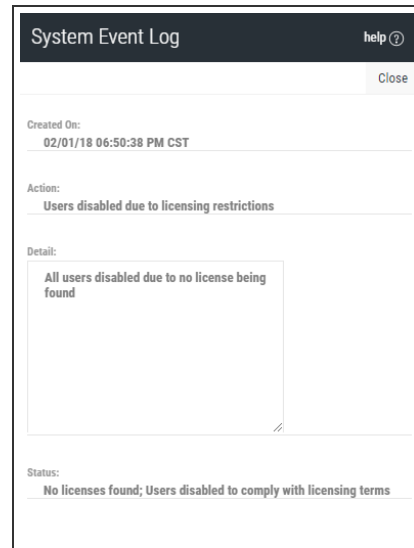 System Event Log
help ?
Close
Created On:
02/01/18 06:50:38 PM CST
Action:
Users disabled due to licensing restrictions
Detail:
All users disabled due to no license being
found
Status:
No licenses found; Users disabled to comply with licensing terms